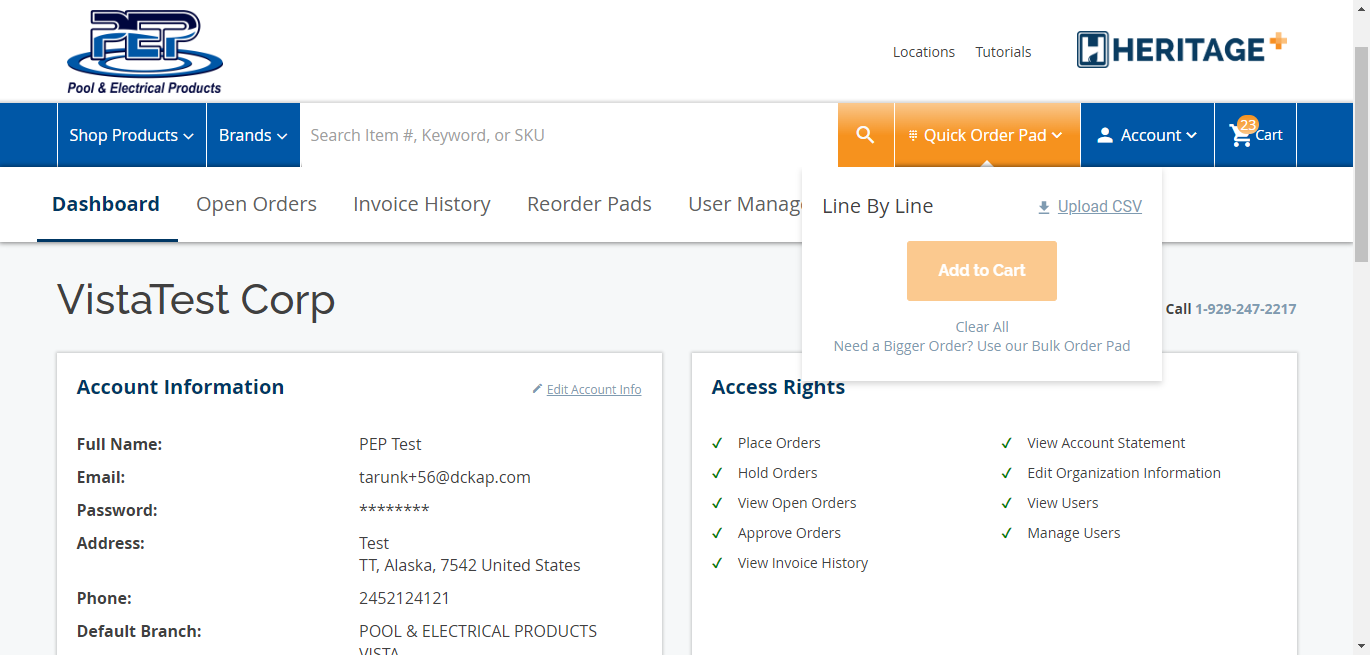 PEP
Pool & Electrical Products
Locations
Tutorials
HERITAGE+
Shop Products
Brands
Search Item #, Keyword, or SKU
Quick Order Pad
Account
23
Cart
Dashboard
Open Orders
Invoice History
Reorder Pads
User Manage
Line By Line
Upload CSV
Add to Cart
Clear All
Need a Bigger Order? Use our Bulk Order Pad
VistaTest Corp
Call 1-929-247-2217
Account Information
Edit Account Info
Full Name: PEP Test
Email: tarunk+56@dckap.com
Password: ********
Address: Test
TT, Alaska, 7542 United States
Phone: 2452124121
Default Branch: POOL & ELECTRICAL PRODUCTS
VISTA
Access Rights
Place Orders
Hold Orders
View Open Orders
Approve Orders
View Invoice History
View Account Statement
Edit Organization Information
View Users
Manage Users